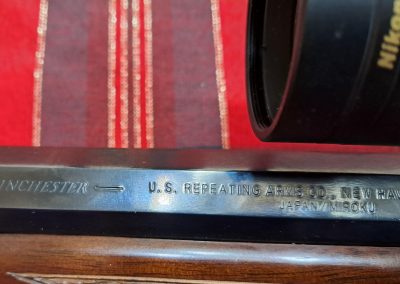 Nikon
INCHESTER U.S. REPEATING ARMS CO., NEW HAV
JAPAN/MIROKU